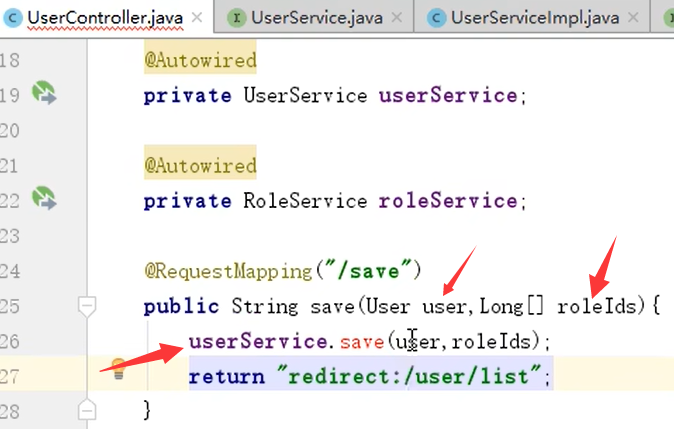 UserController.java × UserService.java × UserServiceImpl.java ×
18 @Autowired
19 private UserService userService;
20
21 @Autowired
22 private RoleService roleService;
23
24 @RequestMapping("/save")
25 public String save(User user,Long[] roleIds){
26 userService.save(user,roleIds);
27 return "redirect:/user/list";
28 }